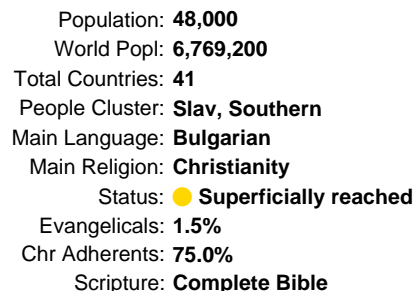 Population: 48,000
World Popl: 6,769,200
Total Countries: 41
People Cluster: Slav, Southern
Main Language: Bulgarian
Main Religion: Christianity
Status: Superficially reached
Evangelicals: 1.5%
Chr Adherents: 75.0%
Scripture: Complete Bible